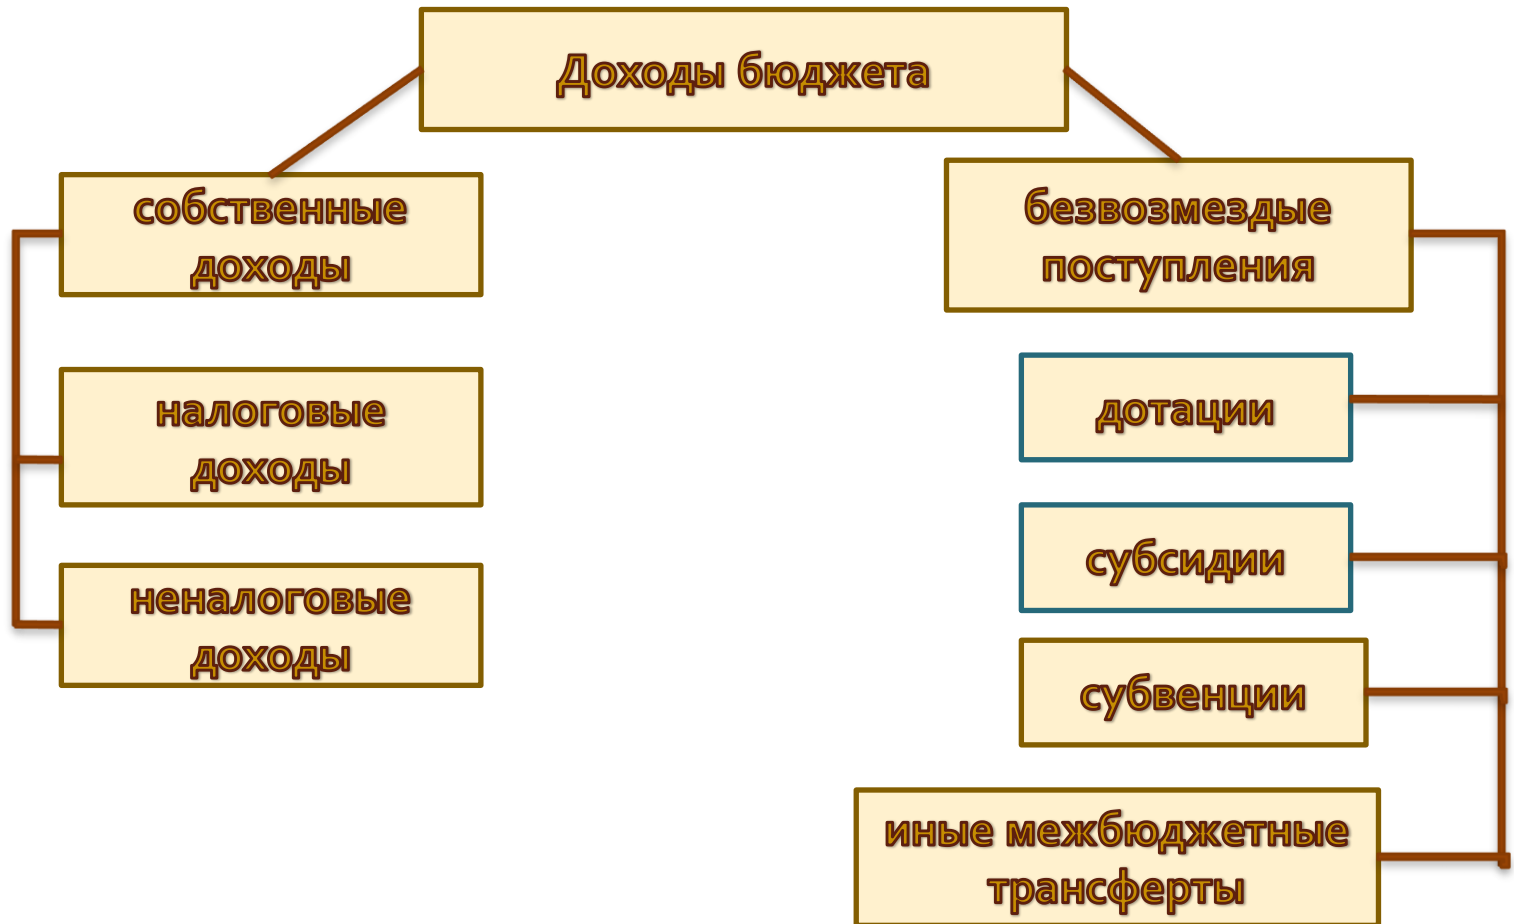 Доходы бюджета
собственные
доходы
налоговые
доходы
неналоговые
доходы
безвозмездые
поступления
дотации
субсидии
субвенции
иные межбюджетные
трансферты